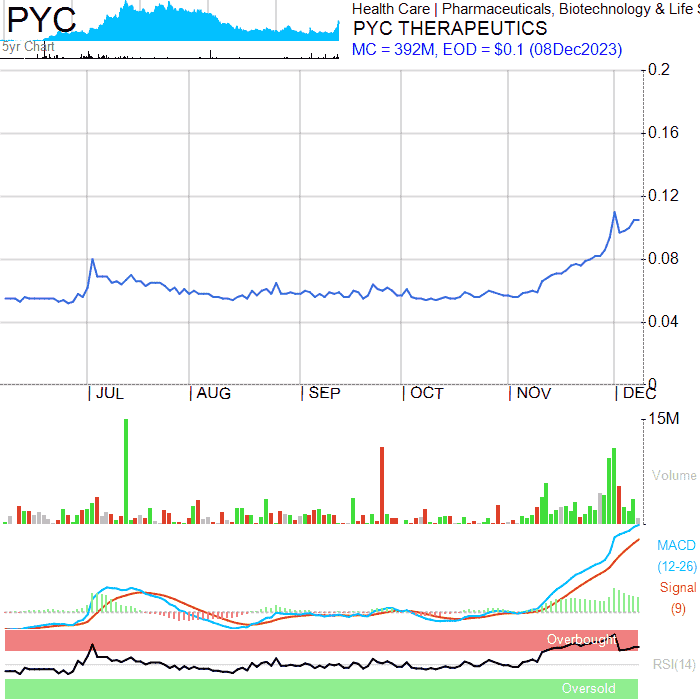 PYC
5yr Chart
Health Care | Pharmaceuticals, Biotechnology & Life S
PYC THERAPEUTICS
MC = 392M, EOD = $0.1 (08Dec2023)
0.2
0.16
0.12
0.08
0.04
0
JUL AUG SEP OCT NOV DEC
15M
Volume
MACD
(12-26)
Signal
(9)
Overbought
RSI(14)
Oversold